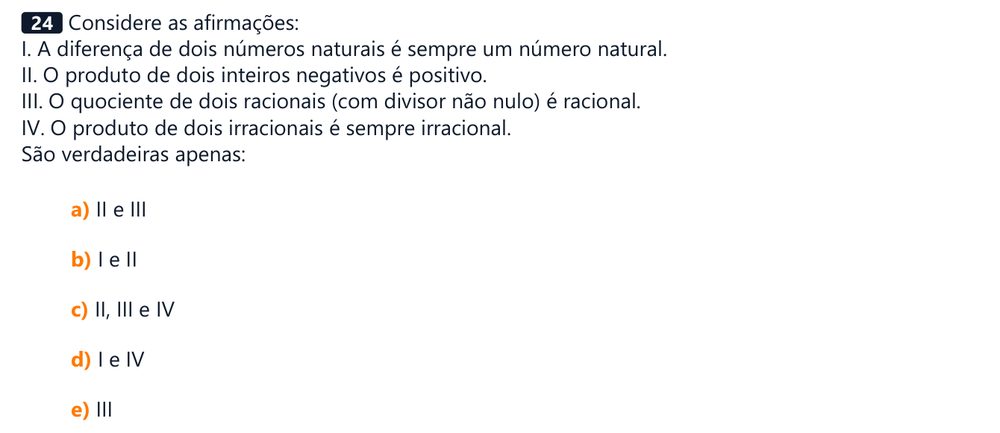 24 Considere as afirmações:
I. A diferença de dois números naturais é sempre um número natural.
II. O produto de dois inteiros negativos é positivo.
III. O quociente de dois racionais (com divisor não nulo) é racional.
IV. O produto de dois irracionais é sempre irracional.
São verdadeiras apenas:
a) II e III
b) I e II
c) II, III e IV
d) I e IV
e) III